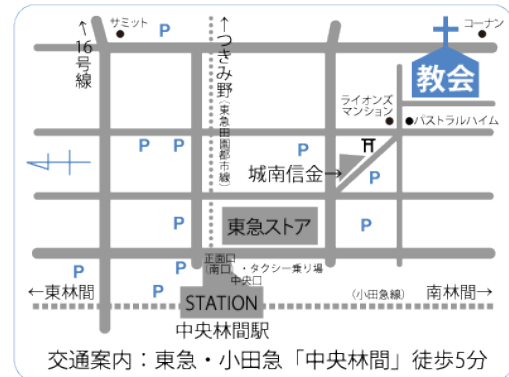 サミット
P
コーナン
←16号線
←つきみ野(東急田園都市線)
教会
ライオンズ
マンション
パストラルハイム
P
P
P
城南信金→
P
東急ストア
P
P
正面口
(南口)
・タクシー乗り場
中央口
P
P
P
←東林間
STATION
(小田急線)
南林間→
中央林間駅
交通案内：東急・小田急「中央林間」徒歩5分